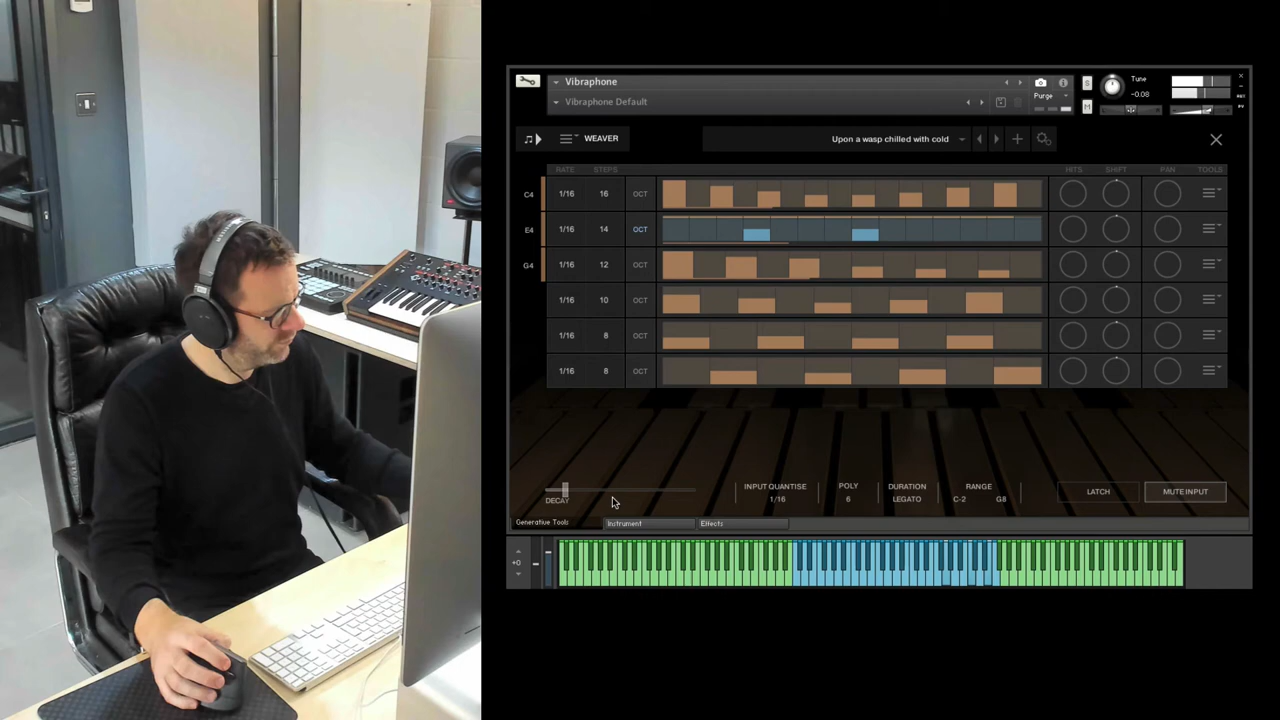 Vibraphone
Tune
-0.08
Purge
S
M
Vibraphone Default
WEAVER
Upon a wasp chilled with cold
RATE STEPS HITS SHIFT PAN TOOLS
C4 1/16 16 OCT
E4 1/16 14 OCT
G4 1/16 12 OCT
1/16 10 OCT
1/16 8 OCT
1/16 8 OCT
DECAY
INPUT QUANTISE
1/16
POLY
6
DURATION
LEGATO
RANGE
C-2 G8
LATCH
MUTE INPUT
Generative Tools Instrument Effects
+0